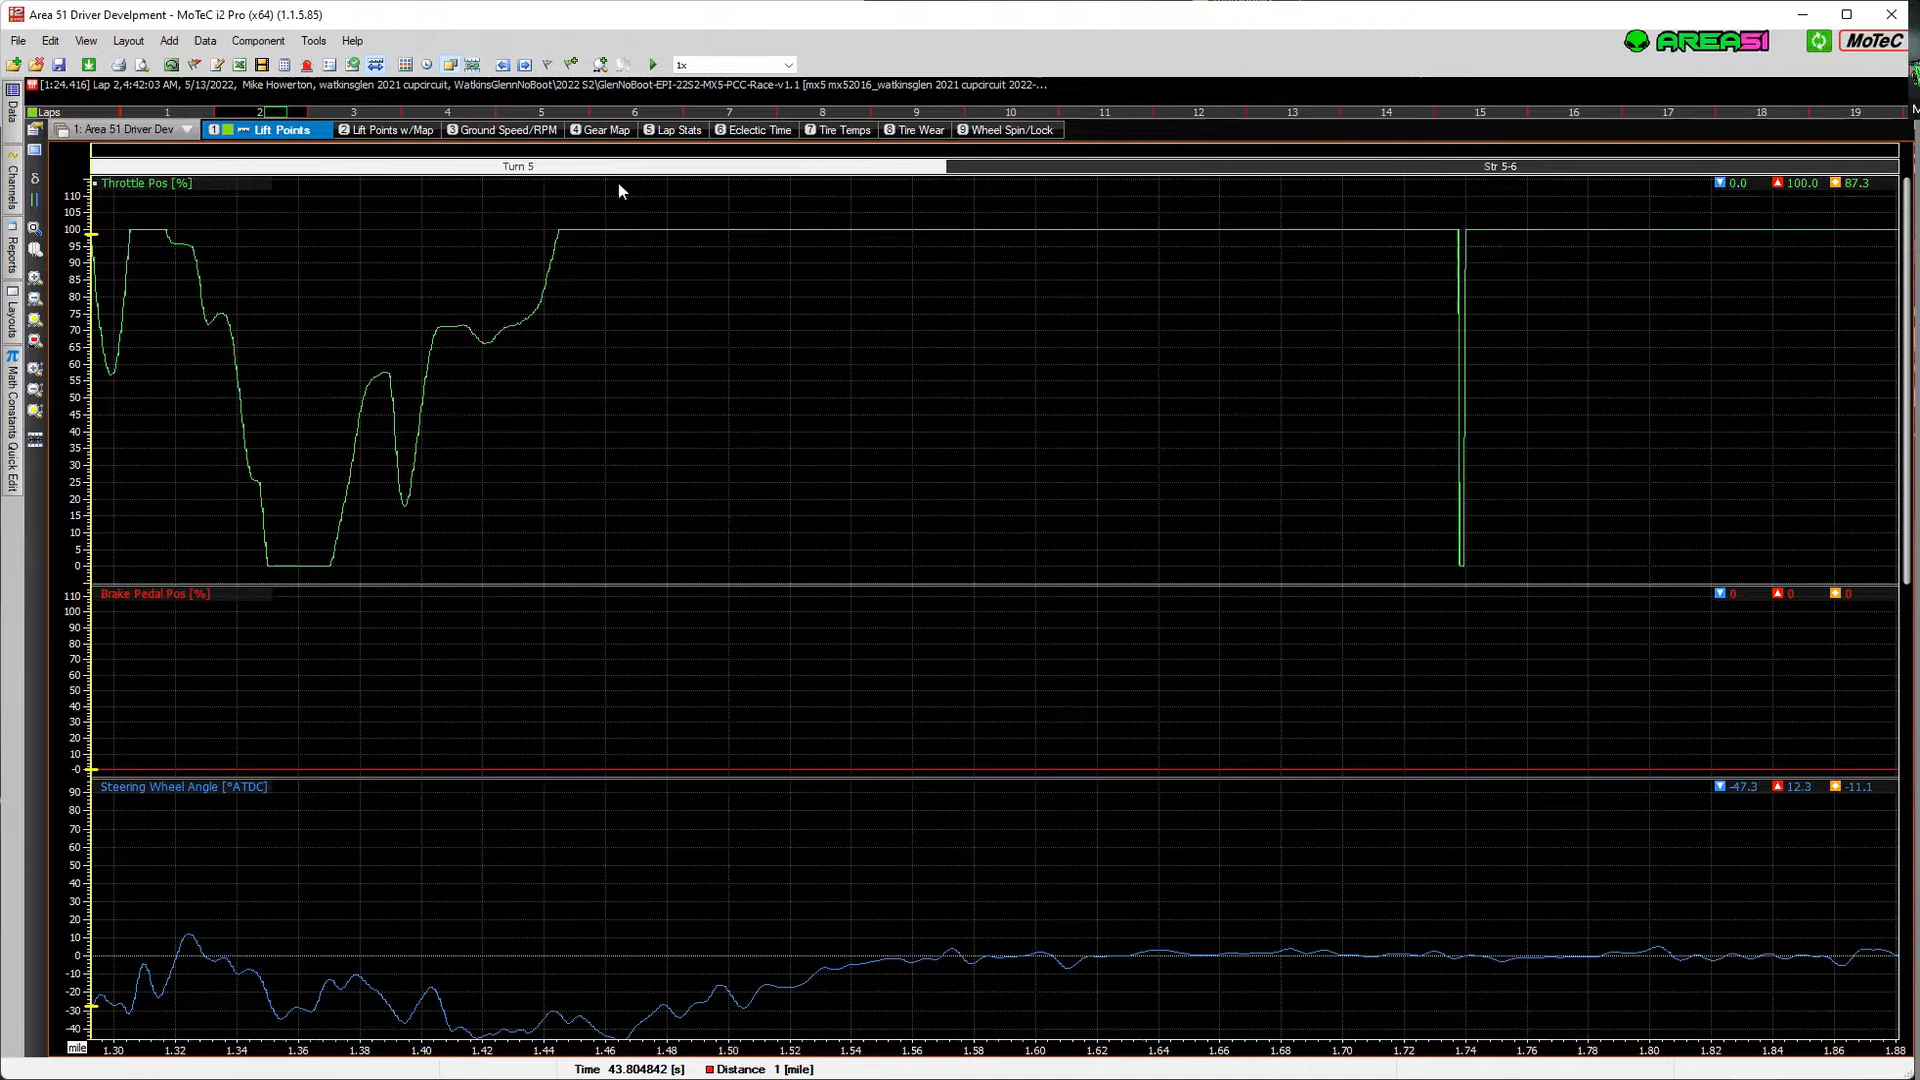 Area 51 Driver Develpment - MoTeC i2 Pro (x64) (1.1.5.85)
File Edit View Layout Add Data Component Tools Help
AREA51 MoTeC
1x
[1:24.416] Lap 2,4:42:03 AM, 5/13/2022, Mike Howerton, watkinsglen 2021 cupcircuit, WatkinsGlennNoBoot\2022 S2\GlenNoBoot-EPI-22S2-MX5-PCC-Race-v1.1 [mx5 mx52016_watkinsglen 2021 cupcircuit 2022-...
Laps 1 2 3 4 5 6 7 8 9 10 11 12 13 14 15 16 17 18 19
1: Area 51 Driver Dev 1 Lift Points 2 Lift Points w/Map 3 Ground Speed/RPM 4 Gear Map 5 Lap Stats 6 Eclectic Time 7 Tire Temps 8 Tire Wear 9 Wheel Spin/Lock
Data
Channels
Reports
Layouts
Math Constants Quick Edit
Turn 5 Str 5-6
Throttle Pos [%] 0.0 100.0 87.3
110
105
100
95
90
85
80
75
70
65
60
55
50
45
40
35
30
25
20
15
10
5
0
Brake Pedal Pos [%] 0 0 0
110
100
90
80
70
60
50
40
30
20
10
-0
Steering Wheel Angle [°ATDC] -47.3 12.3 -11.1
90
80
70
60
50
40
30
20
10
0
-10
-20
-30
-40
mile 1.30 1.32 1.34 1.36 1.38 1.40 1.42 1.44 1.46 1.48 1.50 1.52 1.54 1.56 1.58 1.60 1.62 1.64 1.66 1.68 1.70 1.72 1.74 1.76 1.78 1.80 1.82 1.84 1.86 1.88
Time 43.804842 [s] Distance 1 [mile]